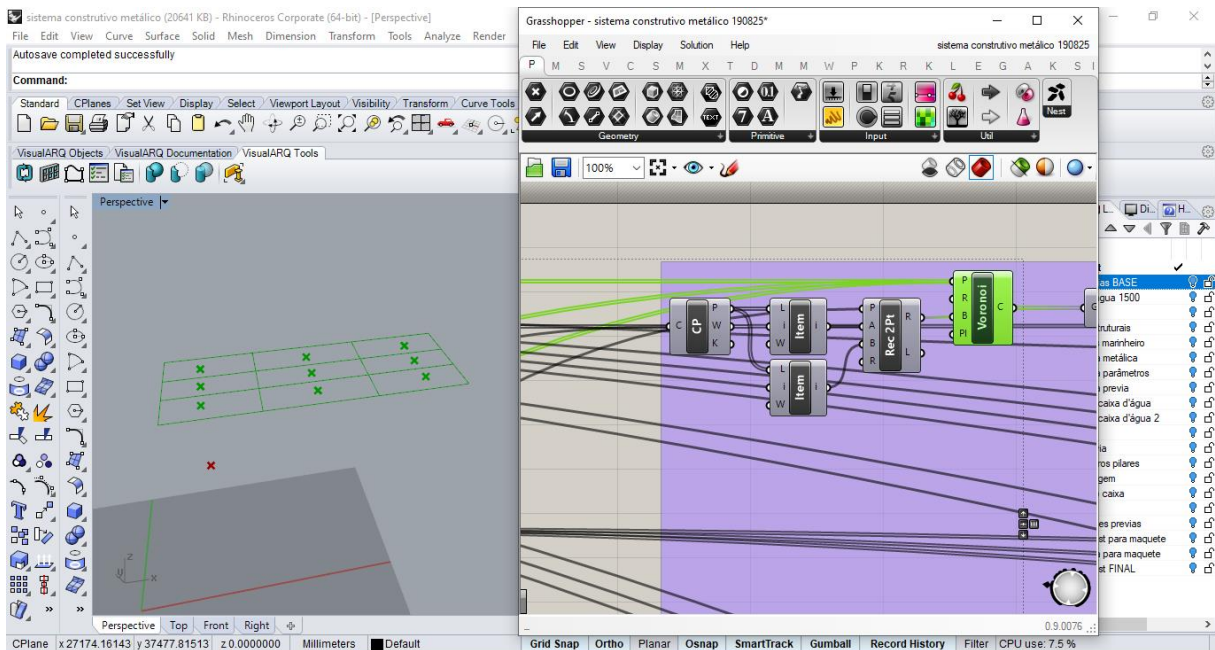 sistema construtivo metálico (20641 KB) - Rhinoceros Corporate (64-bit) - [Perspective]
File Edit View Curve Surface Solid Mesh Dimension Transform Tools Analyze Render
Autosave completed successfully
Command:
Standard CPlanes Set View Display Select Viewport Layout Visibility Transform Curve Tools
VisualARQ Objects VisualARQ Documentation VisualARQ Tools
Perspective
z
y x
Perspective Top Front Right
CPlane x 27174.16143 y 37477.81513 z 0.0000000 Millimeters Default
Grid Snap Ortho Planar Osnap SmartTrack Gumball Record History Filter CPU use: 7.5 %
Grasshopper - sistema construtivo metálico 190825*
File Edit View Display Solution Help sistema construtivo metálico 190825
P M S V C S M X T D M M W P K R K L E G A K S
Geometry Primitive Input Util
TEXT 0.1 7 A Nest
100%
CP C P W K
Item L i W i
Item L i W i
Rec 2Pt P A B R R L
Voronoi P R B Pl C
G
0.9.0076
L... Di... H...
as BASE
gua 1500
truturais
marinheiro
metálica
parâmetros
previa
caixa d'água
caixa d'água 2
ia
ros pilares
gem
caixa
es previas
st para maquete
para maquete
st FINAL